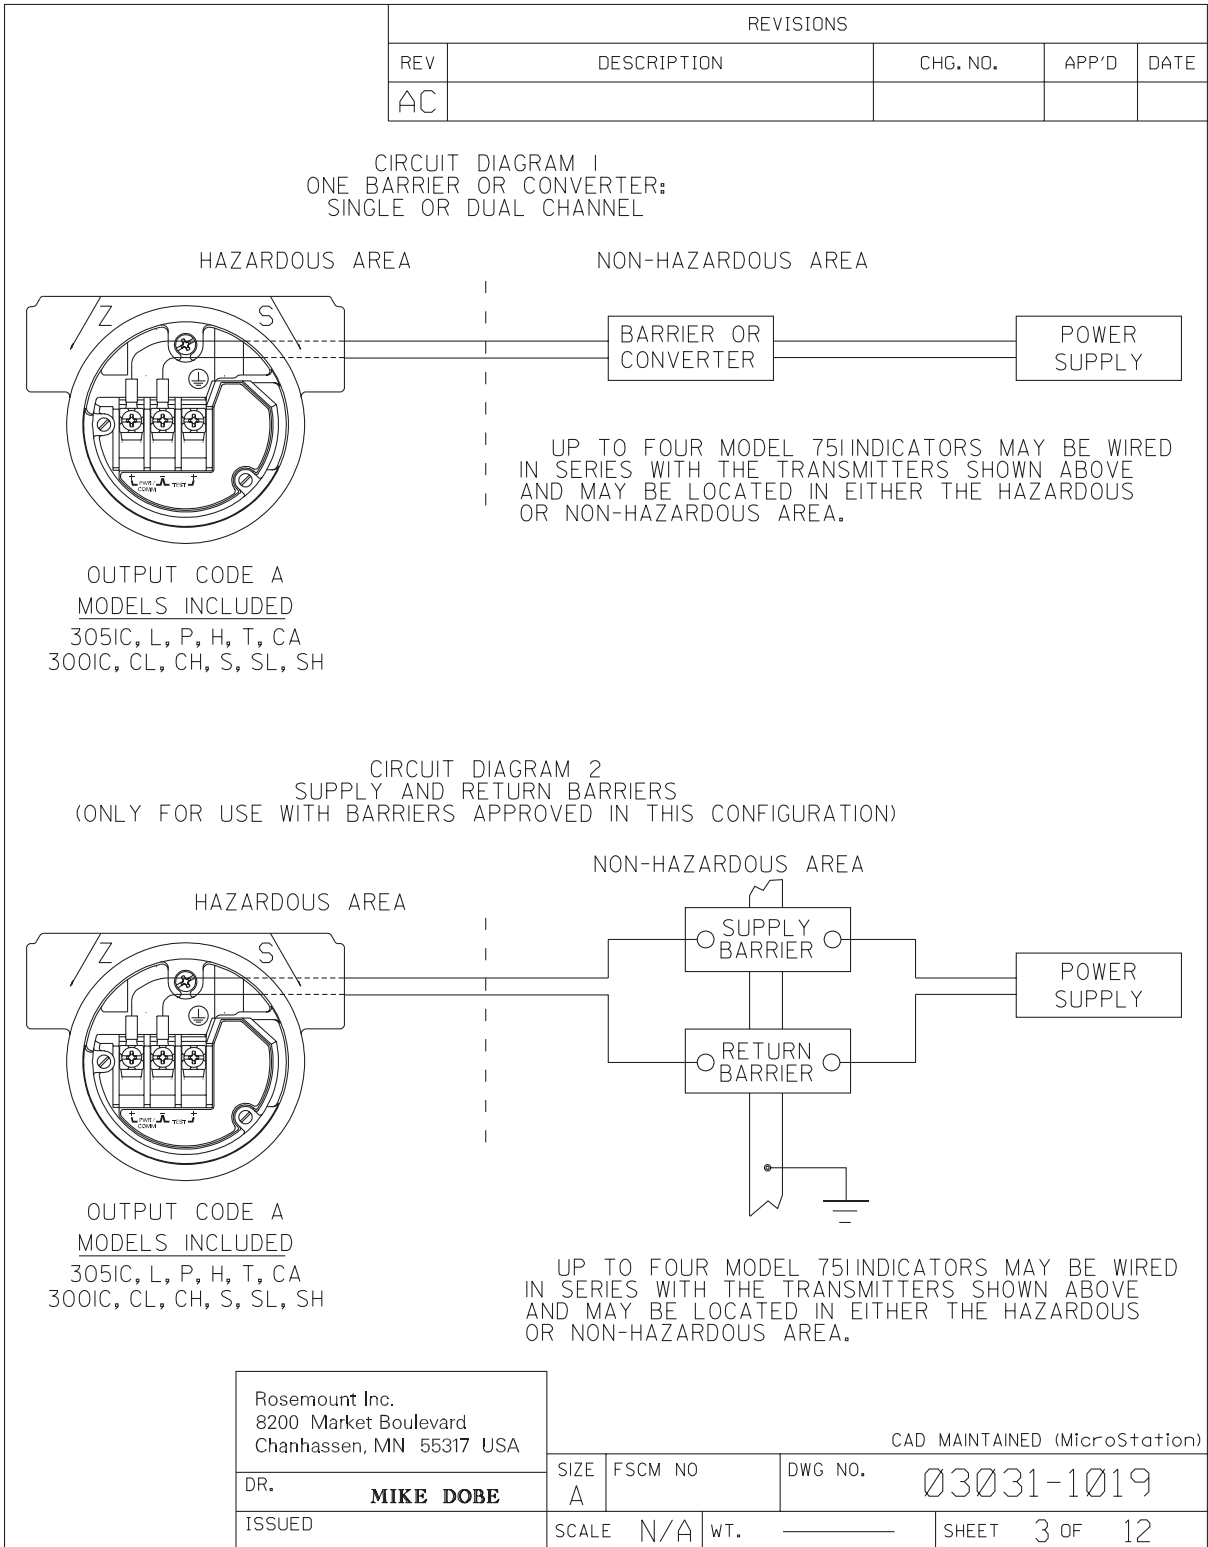 REVISIONS
REV DESCRIPTION CHG. NO. APP'D DATE
AC
CIRCUIT DIAGRAM 1
ONE BARRIER OR CONVERTER:
SINGLE OR DUAL CHANNEL
HAZARDOUS AREA NON-HAZARDOUS AREA
Z S
BARRIER OR
CONVERTER
POWER
SUPPLY
+ - +
PWR/ TEST
COMM
UP TO FOUR MODEL 751 INDICATORS MAY BE WIRED
IN SERIES WITH THE TRANSMITTERS SHOWN ABOVE
AND MAY BE LOCATED IN EITHER THE HAZARDOUS
OR NON-HAZARDOUS AREA.
OUTPUT CODE A
MODELS INCLUDED
3051C, L, P, H, T, CA
3001C, CL, CH, S, SL, SH
CIRCUIT DIAGRAM 2
SUPPLY AND RETURN BARRIERS
(ONLY FOR USE WITH BARRIERS APPROVED IN THIS CONFIGURATION)
NON-HAZARDOUS AREA
HAZARDOUS AREA
Z S
SUPPLY
BARRIER
POWER
SUPPLY
RETURN
BARRIER
+ - +
PWR/ TEST
COMM
OUTPUT CODE A
MODELS INCLUDED
3051C, L, P, H, T, CA
3001C, CL, CH, S, SL, SH
UP TO FOUR MODEL 751 INDICATORS MAY BE WIRED
IN SERIES WITH THE TRANSMITTERS SHOWN ABOVE
AND MAY BE LOCATED IN EITHER THE HAZARDOUS
OR NON-HAZARDOUS AREA.
Rosemount Inc.
8200 Market Boulevard
Chanhassen, MN 55317 USA
CAD MAINTAINED (MicroStation)
DR. MIKE DOBE
SIZE A FSCM NO DWG NO. 03031-1019
ISSUED
SCALE N/A WT. ——— SHEET 3 OF 12